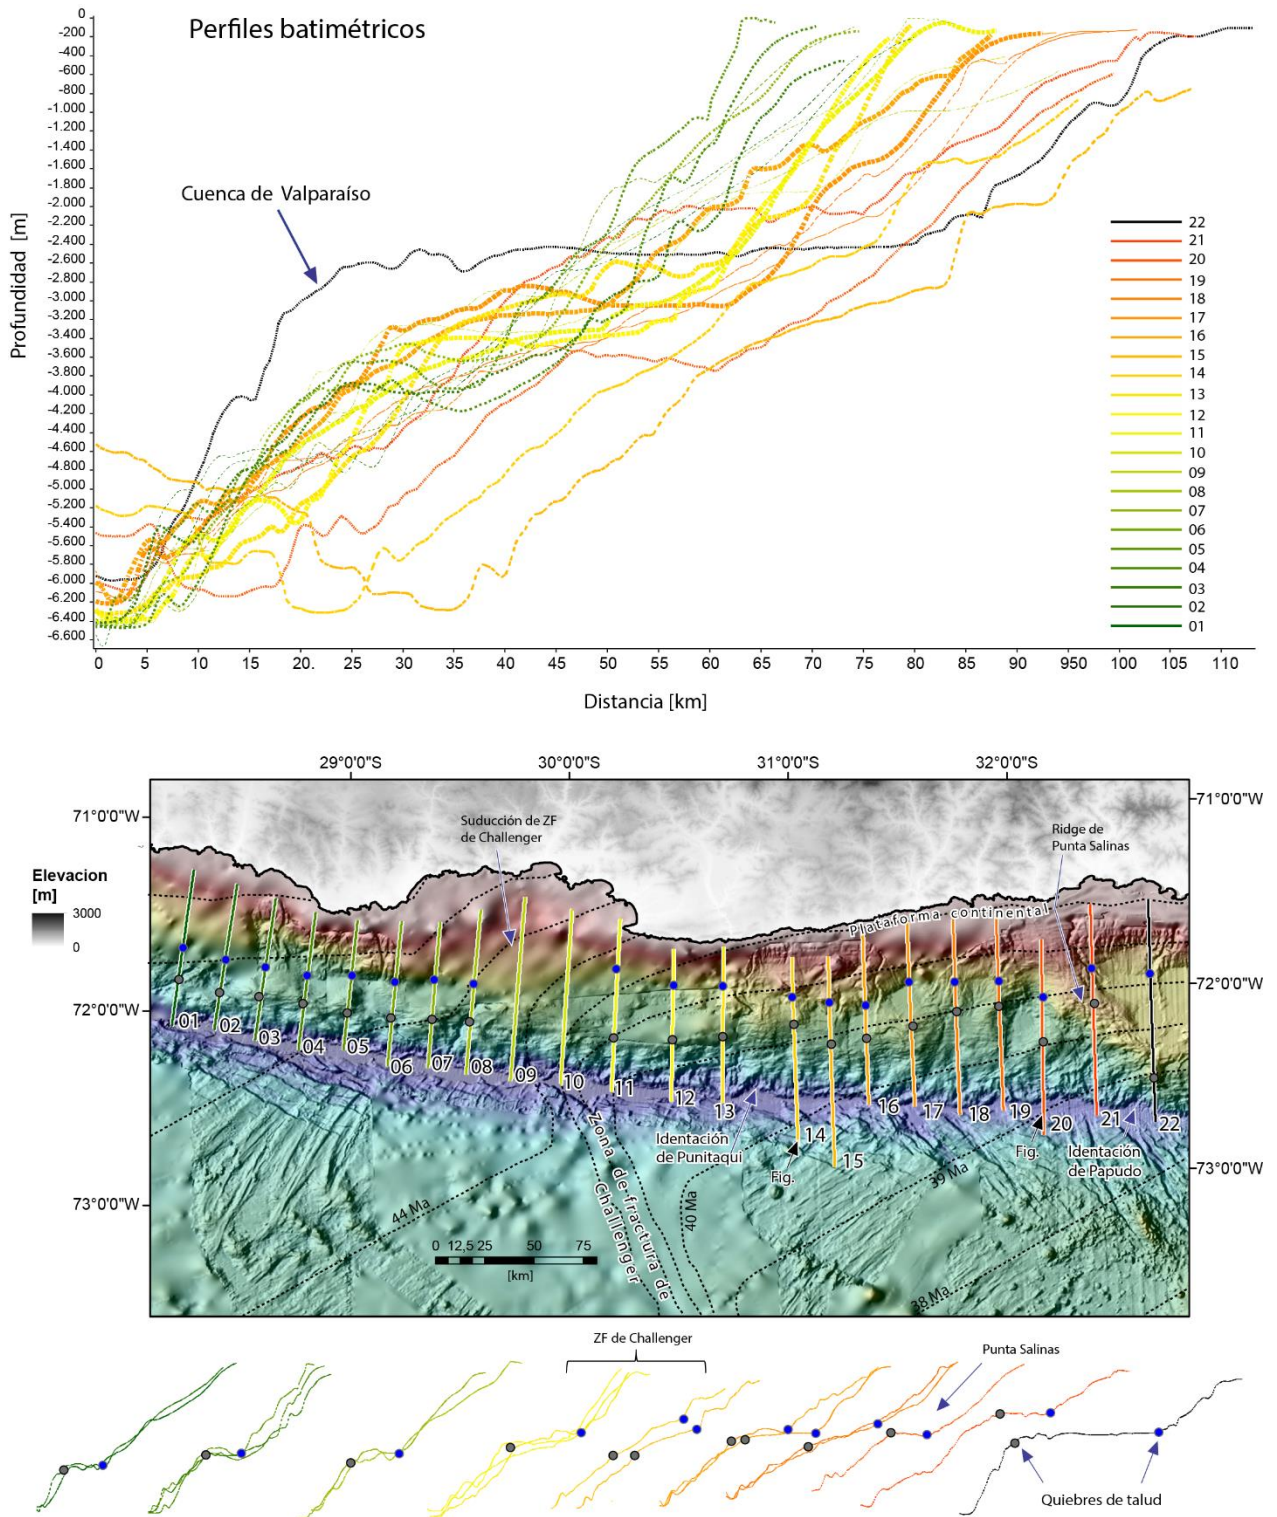 Perfiles batimétricos
0
-200
-400
-600
-800
-1.000
-1.200
-1.400
-1.600
-1.800
-2.000
-2.200
-2.400
-2.600
-2.800
-3.000
-3.200
-3.400
-3.600
-3.800
-4.000
-4.200
-4.400
-4.600
-4.800
-5.000
-5.200
-5.400
-5.600
-5.800
-6.000
-6.200
-6.400
-6.600
Profundidad [m]
Cuenca de Valparaíso
22
21
20
19
18
17
16
15
14
13
12
11
10
09
08
07
06
05
04
03
02
01
0 5 10 15 20. 25 30 35 40 45 50 55 60 65 70 75 80 85 90 950 100 105 110
Distancia [km]
29°0'0"S 30°0'0"S 31°0'0"S 32°0'0"S
71°0'0"W
71°0'0"W
72°0'0"W
72°0'0"W
73°0'0"W
73°0'0"W
Elevacion
[m]
3000
0
Suducción de ZF
de Challenger
Ridge de
Punta Salinas
Plataforma continental
01 02 03 04 05 06 07 08 09 10 11 12 13 14 15 16 17 18 19 20 21 22
Identación
de Punitaqui
Fig.
Fig.
Identación
de Papudo
Zoina de fractura de
Challenger
44 Ma
40 Ma
39 Ma
38 Ma
0 12,5 25 50 75
[km]
ZF de Challenger
Punta Salinas
Quiebres de talud